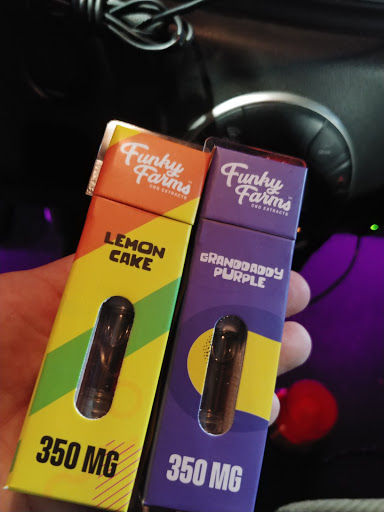 Funky
Farms
CBD EXTRACTS
LEMON
CAKE
350 MG
Funky
Farms
CBD EXTRACTS
GRANDDADDY
PURPLE
350 MG